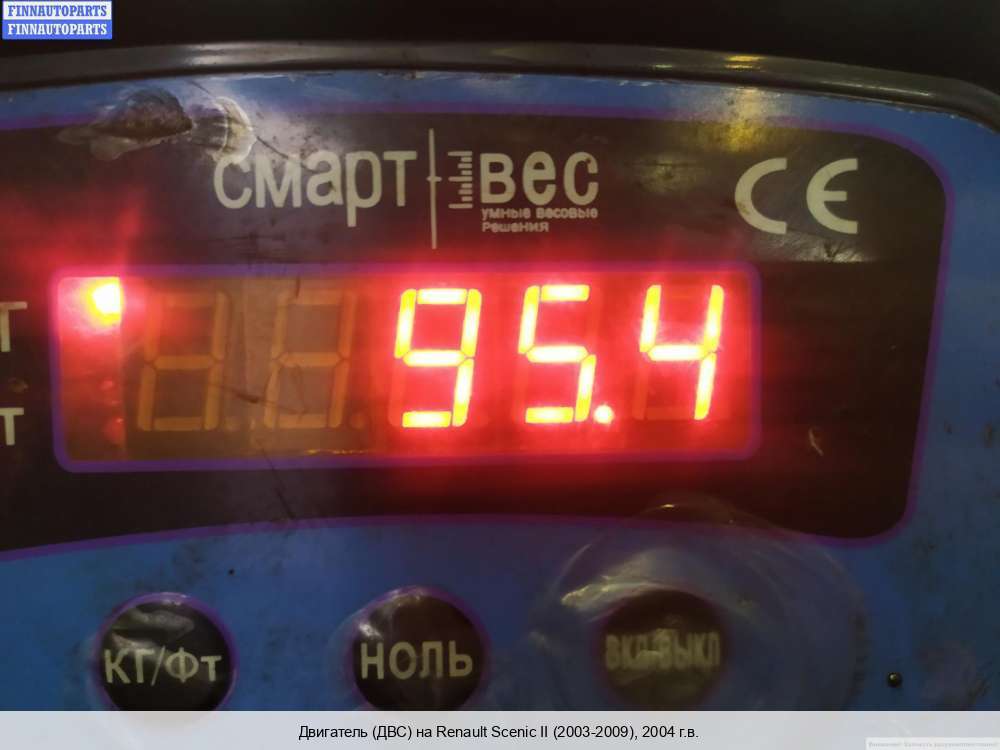 FINNAUTOPARTS
FINNAUTOPARTS
смарт вес
умные весовые
решения
CE
95.4
КГ/Фт
НОЛЬ
ВКЛ/ВЫКЛ
Двигатель (ДВС) на Renault Scenic II (2003-2009), 2004 г.в.